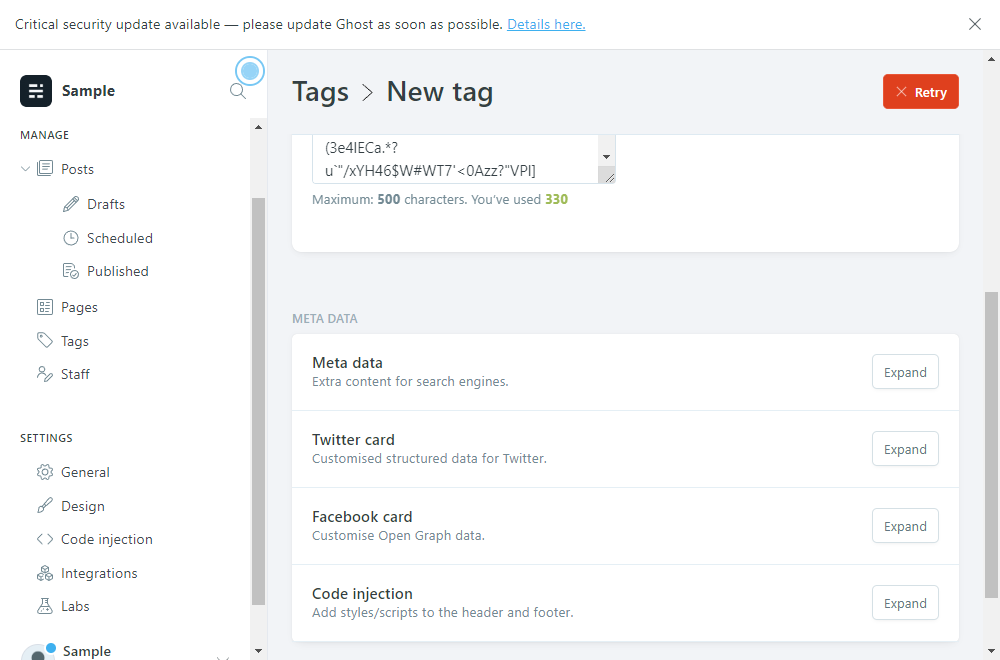 Critical security update available — please update Ghost as soon as possible. Details here.
Sample
Tags > New tag
Retry
MANAGE
Posts
Drafts
Scheduled
Published
Pages
Tags
Staff
SETTINGS
General
Design
Code injection
Integrations
Labs
Sample
(3e4lECa.*?
u`"/xYH46$W#WT7'<0Azz?"VPl]
Maximum: 500 characters. You've used 330
META DATA
Meta data
Extra content for search engines.
Expand
Twitter card
Customised structured data for Twitter.
Expand
Facebook card
Customise Open Graph data.
Expand
Code injection
Add styles/scripts to the header and footer.
Expand